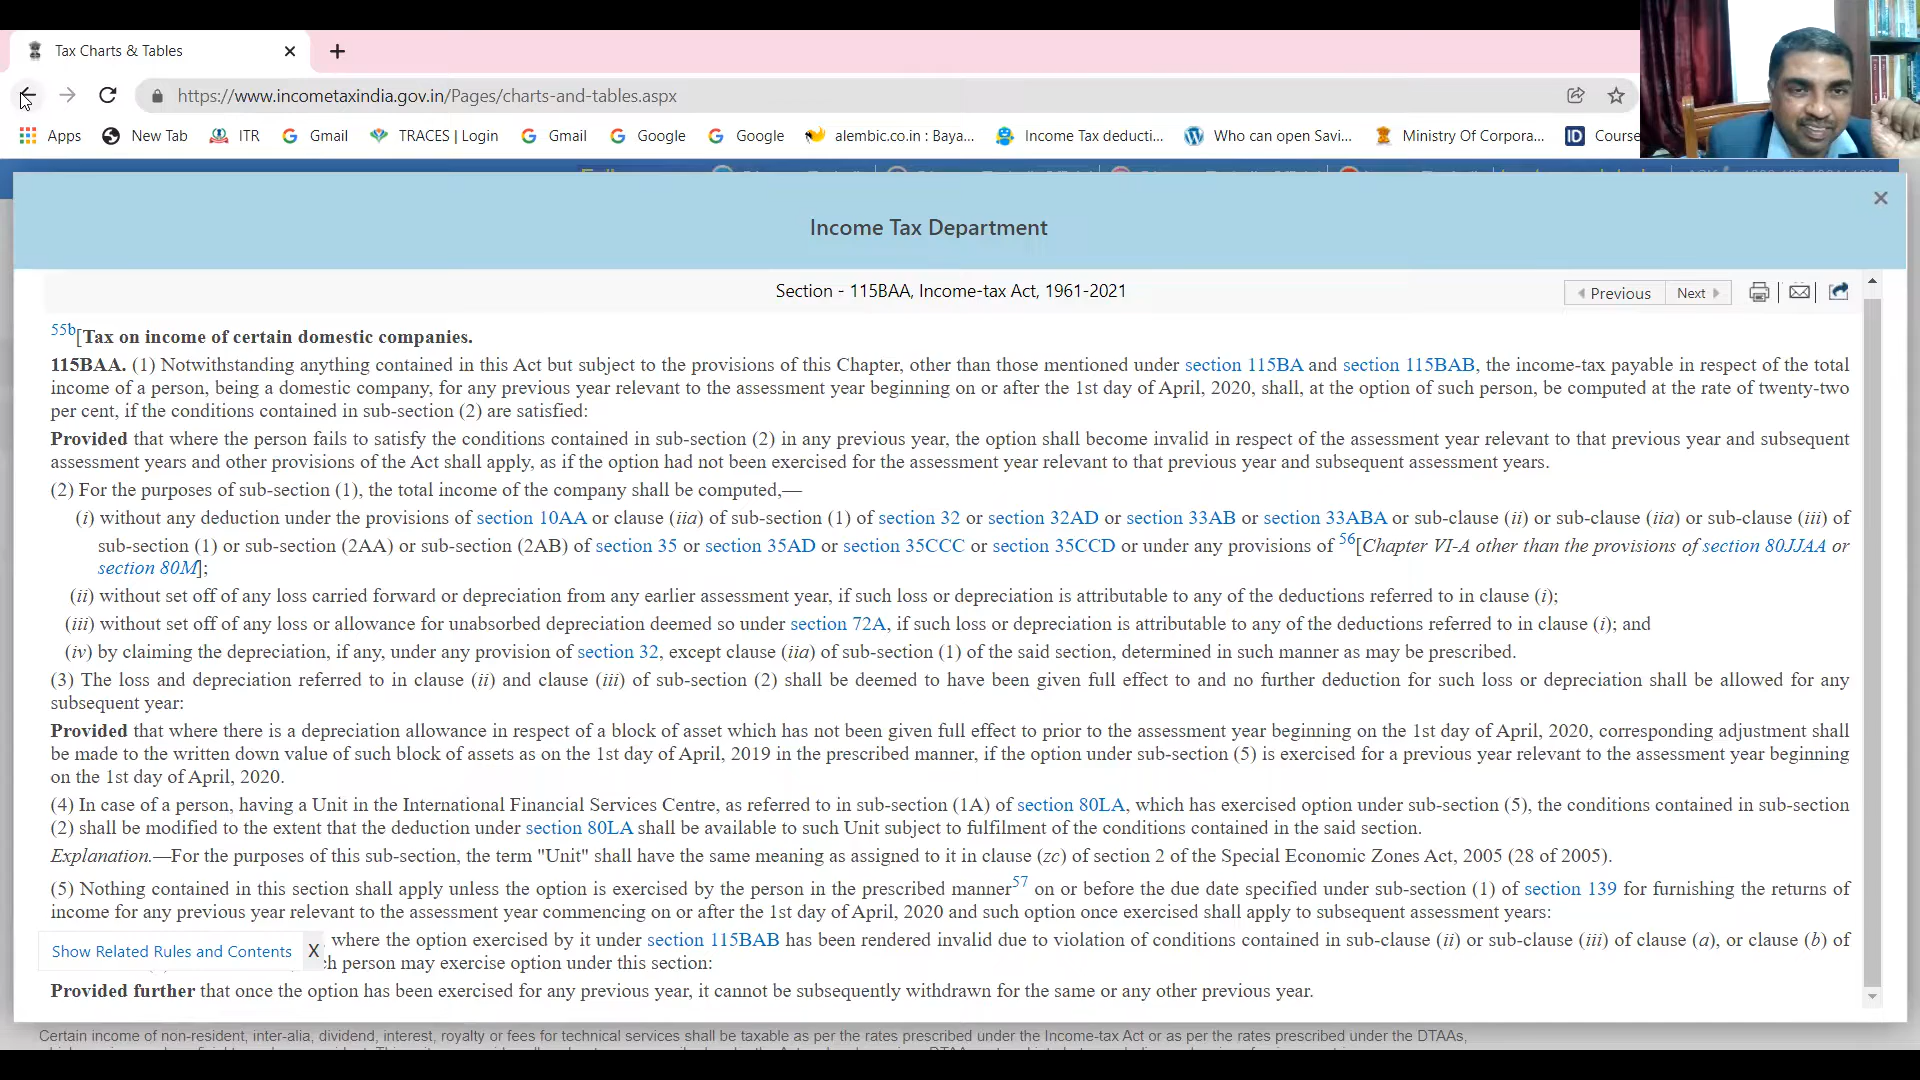 Tax Charts & Tables
https://www.incometaxindia.gov.in/Pages/charts-and-tables.aspx
Apps New Tab ITR Gmail TRACES | Login Gmail Google Google alembic.co.in : Baya... Income Tax deducti... Who can open Savi... Ministry Of Corpora... ID Course
Income Tax Department
Section - 115BAA, Income-tax Act, 1961-2021
Previous Next
55b[Tax on income of certain domestic companies.
115BAA. (1) Notwithstanding anything contained in this Act but subject to the provisions of this Chapter, other than those mentioned under section 115BA and section 115BAB, the income-tax payable in respect of the total
income of a person, being a domestic company, for any previous year relevant to the assessment year beginning on or after the 1st day of April, 2020, shall, at the option of such person, be computed at the rate of twenty-two
per cent, if the conditions contained in sub-section (2) are satisfied:
Provided that where the person fails to satisfy the conditions contained in sub-section (2) in any previous year, the option shall become invalid in respect of the assessment year relevant to that previous year and subsequent
assessment years and other provisions of the Act shall apply, as if the option had not been exercised for the assessment year relevant to that previous year and subsequent assessment years.
(2) For the purposes of sub-section (1), the total income of the company shall be computed,—
(i) without any deduction under the provisions of section 10AA or clause (iia) of sub-section (1) of section 32 or section 32AD or section 33AB or section 33ABA or sub-clause (ii) or sub-clause (iia) or sub-clause (iii) of
sub-section (1) or sub-section (2AA) or sub-section (2AB) of section 35 or section 35AD or section 35CCC or section 35CCD or under any provisions of 56[Chapter VI-A other than the provisions of section 80JJAA or
section 80M];
(ii) without set off of any loss carried forward or depreciation from any earlier assessment year, if such loss or depreciation is attributable to any of the deductions referred to in clause (i);
(iii) without set off of any loss or allowance for unabsorbed depreciation deemed so under section 72A, if such loss or depreciation is attributable to any of the deductions referred to in clause (i); and
(iv) by claiming the depreciation, if any, under any provision of section 32, except clause (iia) of sub-section (1) of the said section, determined in such manner as may be prescribed.
(3) The loss and depreciation referred to in clause (ii) and clause (iii) of sub-section (2) shall be deemed to have been given full effect to and no further deduction for such loss or depreciation shall be allowed for any
subsequent year:
Provided that where there is a depreciation allowance in respect of a block of asset which has not been given full effect to prior to the assessment year beginning on the 1st day of April, 2020, corresponding adjustment shall
be made to the written down value of such block of assets as on the 1st day of April, 2019 in the prescribed manner, if the option under sub-section (5) is exercised for a previous year relevant to the assessment year beginning
on the 1st day of April, 2020.
(4) In case of a person, having a Unit in the International Financial Services Centre, as referred to in sub-section (1A) of section 80LA, which has exercised option under sub-section (5), the conditions contained in sub-section
(2) shall be modified to the extent that the deduction under section 80LA shall be available to such Unit subject to fulfilment of the conditions contained in the said section.
Explanation.—For the purposes of this sub-section, the term "Unit" shall have the same meaning as assigned to it in clause (zc) of section 2 of the Special Economic Zones Act, 2005 (28 of 2005).
(5) Nothing contained in this section shall apply unless the option is exercised by the person in the prescribed manner57 on or before the due date specified under sub-section (1) of section 139 for furnishing the returns of
income for any previous year relevant to the assessment year commencing on or after the 1st day of April, 2020 and such option once exercised shall apply to subsequent assessment years:
where the option exercised by it under section 115BAB has been rendered invalid due to violation of conditions contained in sub-clause (ii) or sub-clause (iii) of clause (a), or clause (b) of
Show Related Rules and Contents X
person may exercise option under this section:
Provided further that once the option has been exercised for any previous year, it cannot be subsequently withdrawn for the same or any other previous year.
Certain income of non-resident, inter-alia, dividend, interest, royalty or fees for technical services shall be taxable as per the rates prescribed under the Income-tax Act or as per the rates prescribed under the DTAAs,